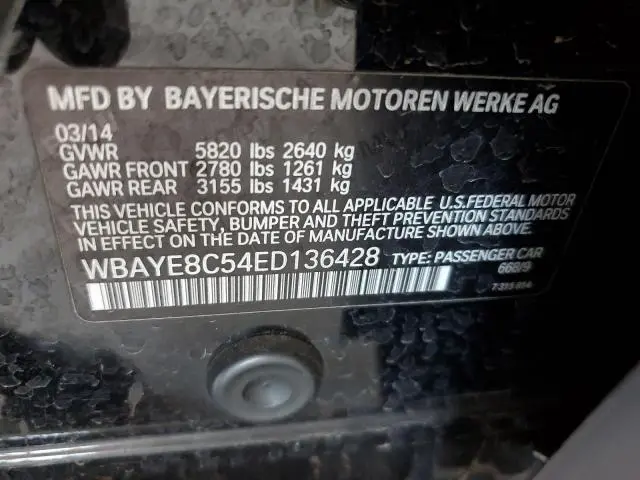 MFD BY BAYERISCHE MOTOREN WERKE AG
03/14
GVWR 5820 lbs 2640 kg
GAWR FRONT 2780 lbs 1261 kg
GAWR REAR 3155 lbs 1431 kg
THIS VEHICLE CONFORMS TO ALL APPLICABLE U.S.FEDERAL MOTOR
VEHICLE SAFETY, BUMPER AND THEFT PREVENTION STANDARDS
IN EFFECT ON THE DATE OF MANUFACTURE SHOWN ABOVE.
WBAYE8C54ED136428 TYPE: PASSENGER CAR
668/9